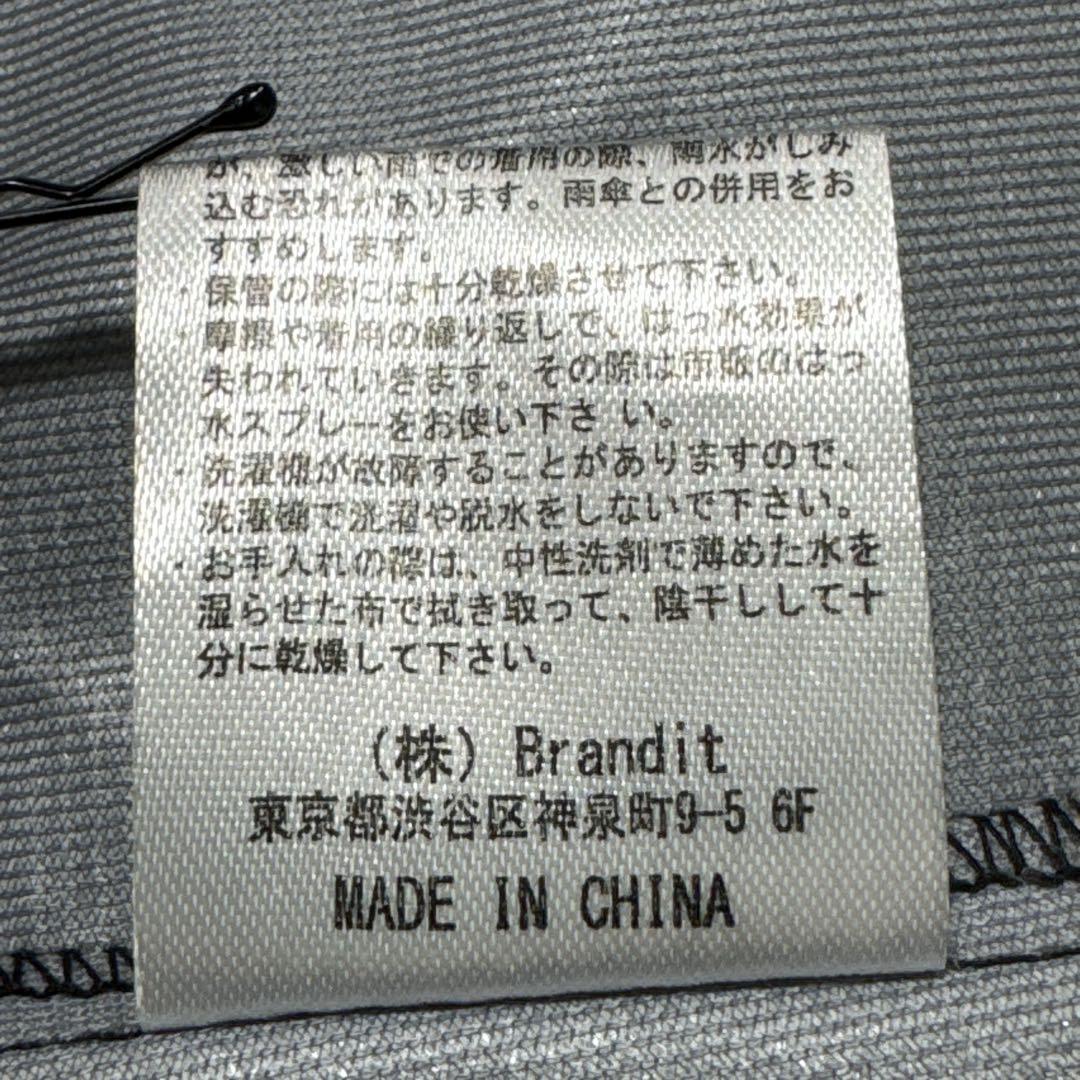 が、激しい雨での着用の際、雨水がしみ
込む恐れがあります。雨傘との併用をお
すすめします。
・保管の際には十分乾燥させて下さい。
・摩擦や着用の繰り返しで、はっ水効果が
失われていきます。その際は市販のはっ
水スプレーをお使い下さ い。
・洗濯機が故障することがありますので、
洗濯機で洗濯や脱水をしないで下さい。
・お手入れの際は、中性洗剤で薄めた水を
湿らせた布で拭き取って、陰干しして十
分に乾燥して下さい。
(株) Brandit
東京都渋谷区神泉町9-5 6F
MADE IN CHINA